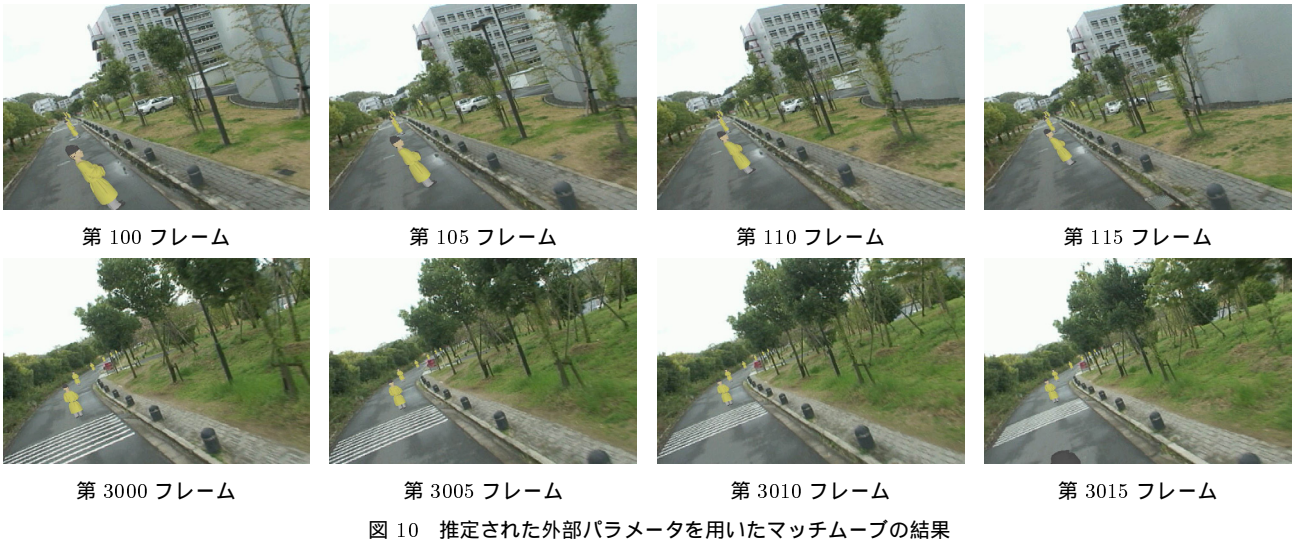 第 100 フレーム
第 105 フレーム
第 110 フレーム
第 115 フレーム
第 3000 フレーム
第 3005 フレーム
第 3010 フレーム
第 3015 フレーム
図 10　推定された外部パラメータを用いたマッチムーブの結果